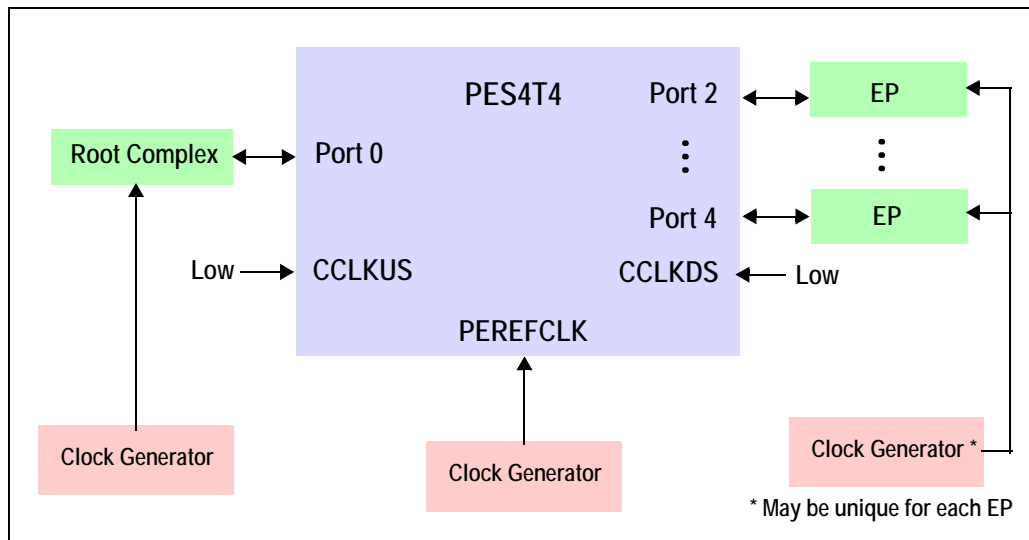 PES4T4
Port 2
EP
Root Complex
Port 0
Port 4
EP
Low
CCLKUS
CCLKDS
Low
PEREFCLK
Clock Generator
Clock Generator
Clock Generator *
* May be unique for each EP